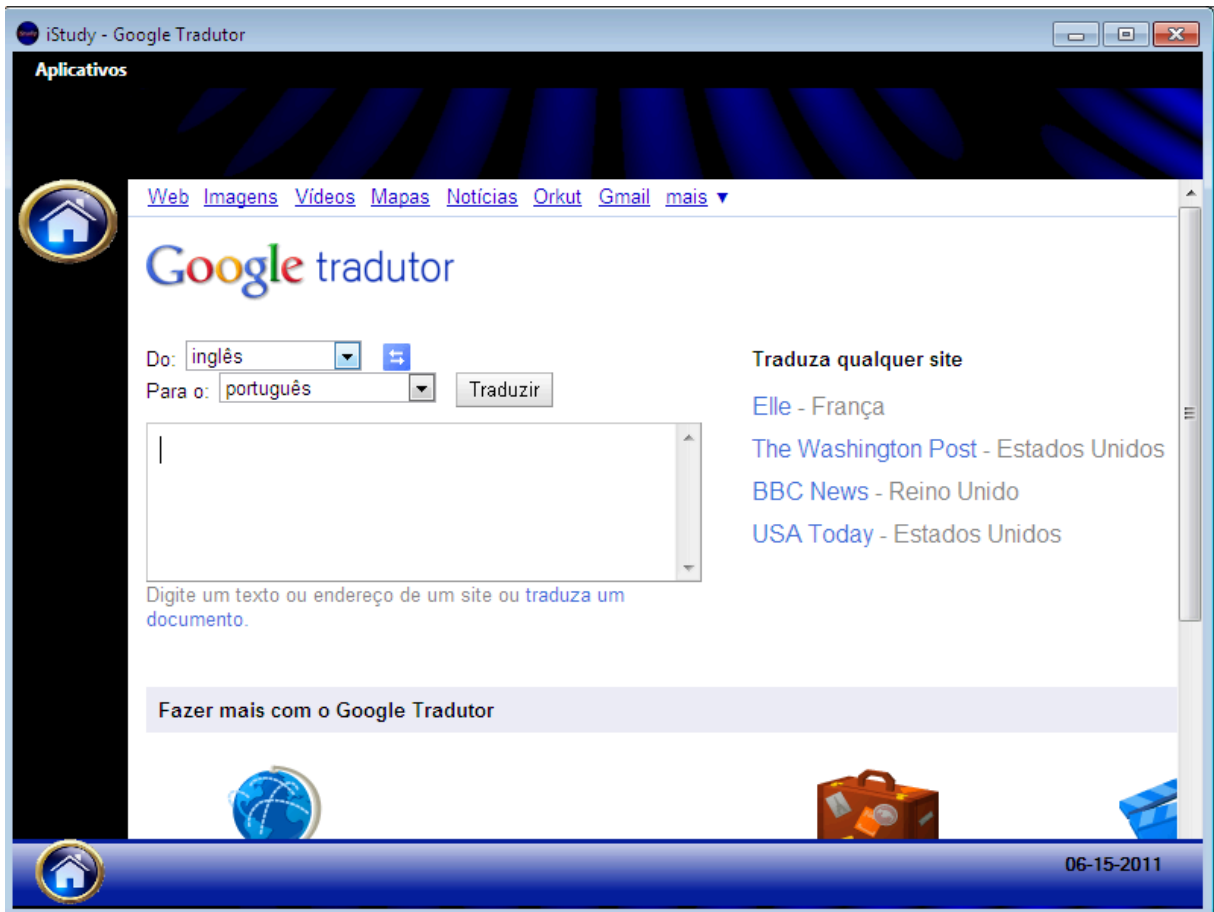 iStudy - Google Tradutor
Aplicativos
Web Imagens Vídeos Mapas Notícias Orkut Gmail mais ▼
Google tradutor
Do: inglês
Para o: português Traduzir
Digite um texto ou endereço de um site ou traduza um
documento.
Traduza qualquer site
Elle - França
The Washington Post - Estados Unidos
BBC News - Reino Unido
USA Today - Estados Unidos
Fazer mais com o Google Tradutor
06-15-2011